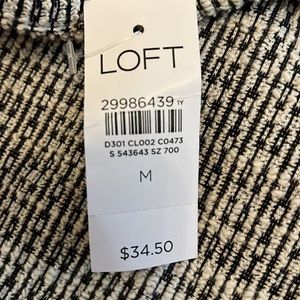 LOFT
29986439 1Y
D301 CL002 C0473
S 543643 SZ 700
M
$34.50